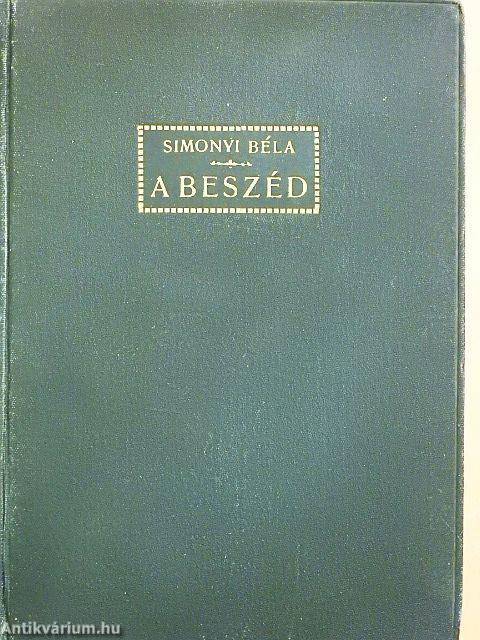 SIMONYI BÉLA
A BESZÉD
Antikvárium.hu